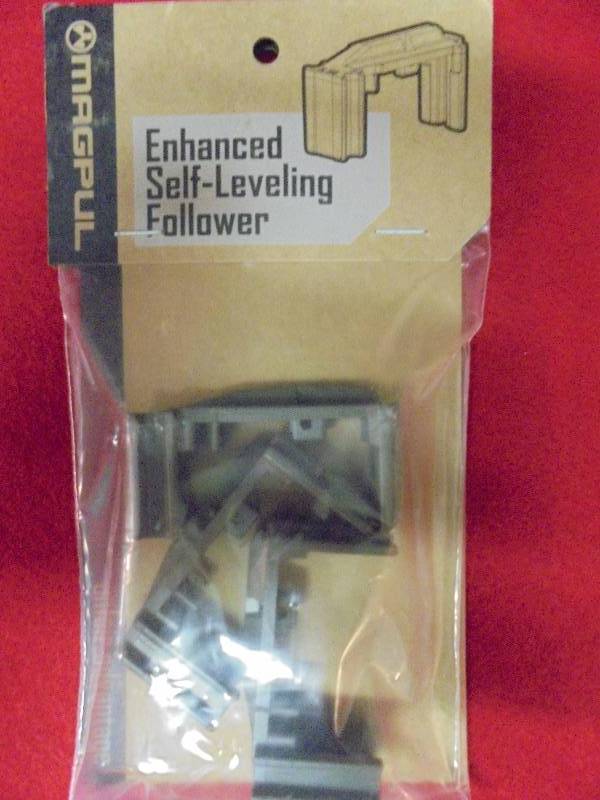 MAGPUL
Enhanced
Self-Leveling
Follower